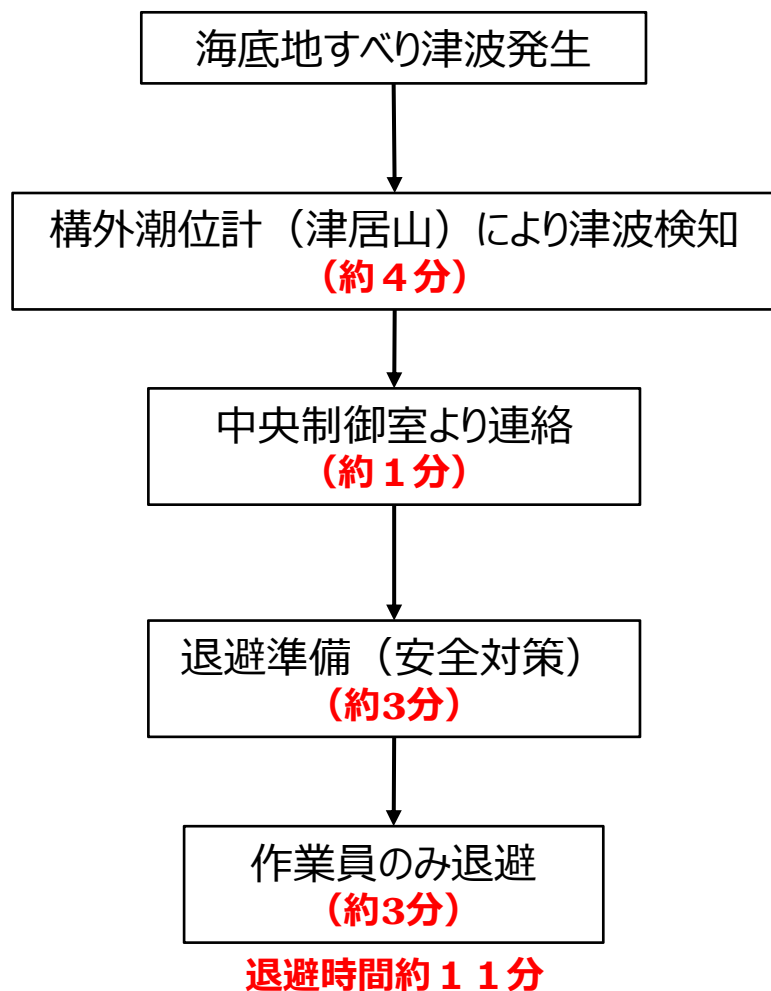 海底地すべり津波発生
構外潮位計（津居山）により津波検知
（約４分）
中央制御室より連絡
（約１分）
退避準備（安全対策）
（約3分）
作業員のみ退避
（約3分）
退避時間約１１分